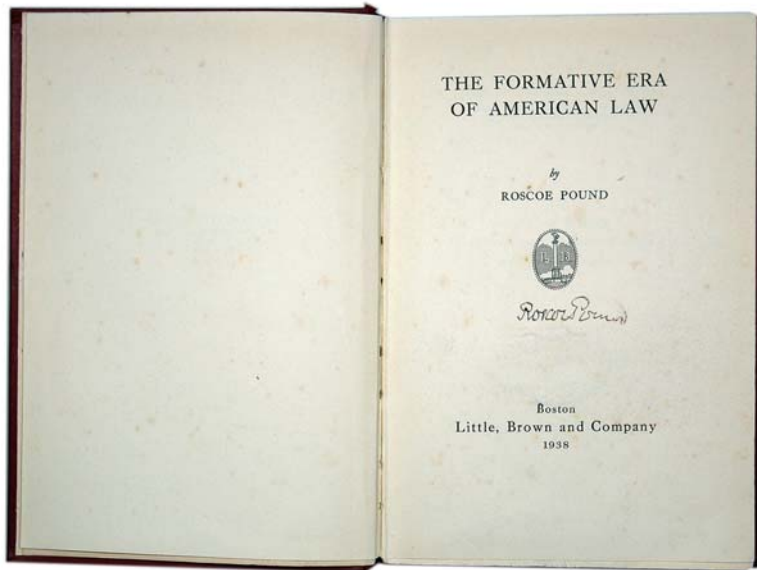 THE FORMATIVE ERA
OF AMERICAN LAW
by
ROSCOE POUND
Roscoe Pound
Boston
Little, Brown and Company
1938